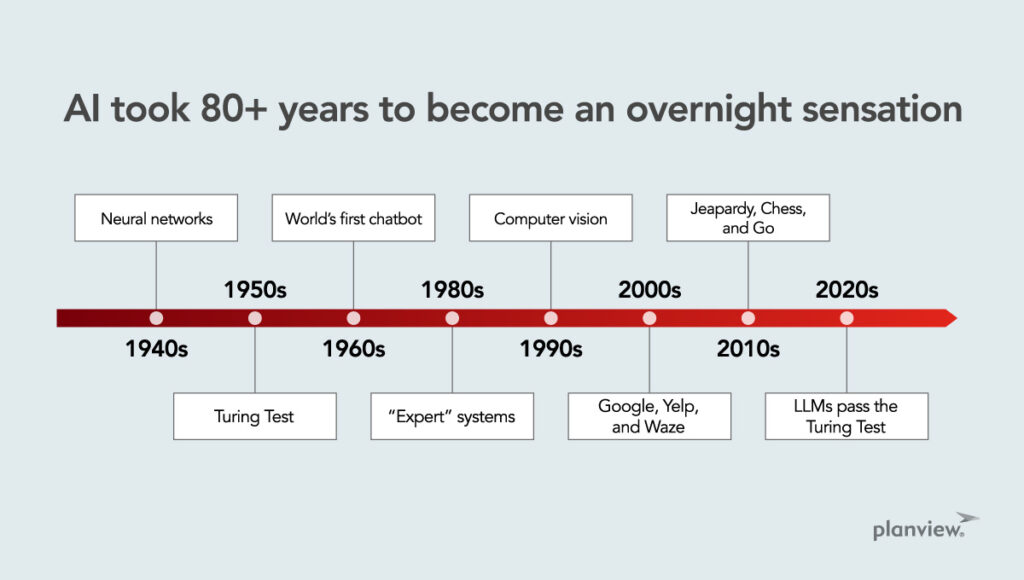 AI took 80+ years to become an overnight sensation
Neural networks
World's first chatbot
Computer vision
Jeapardy, Chess,
and Go
1950s
1980s
2000s
2020s
1940s
1960s
1990s
2010s
Turing Test
“Expert” systems
Google, Yelp,
and Waze
LLMs pass the
Turing Test
planview®